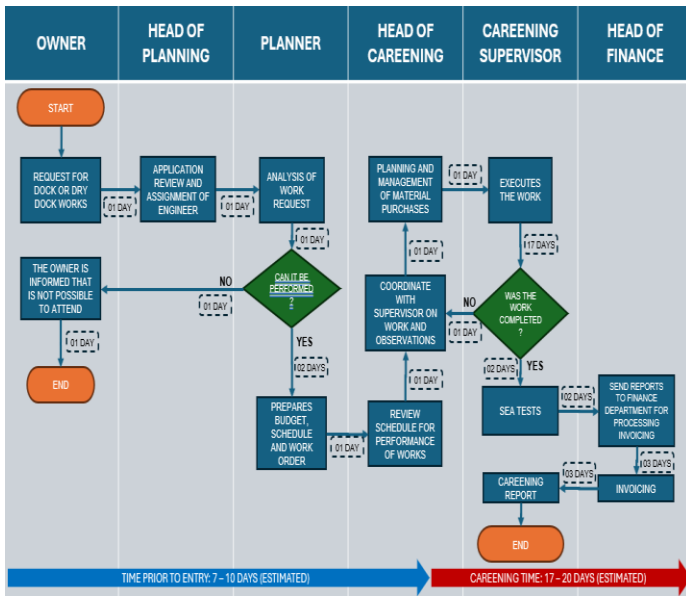 OWNER
HEAD OF
PLANNING
PLANNER
HEAD OF
CAREENING
CAREENING
SUPERVISOR
HEAD OF
FINANCE
START
REQUEST FOR
DOCK OR DRY
DOCK WORKS
01 DAY
APPLICATION
REVIEW AND
ASSIGNMENT OF
ENGINEER
01 DAY
ANALYSIS OF
WORK
REQUEST
01 DAY
PLANNING AND
MANAGEMENT
OF MATERIAL
PURCHASES
01 DAY
EXECUTES
THE WORK
17 DAYS
01 DAY
THE OWNER IS
INFORMED THAT
IS NOT POSSIBLE
TO ATTEND
NO
01 DAY
CAN IT BE
PERFORMED
?
COORDINATE
WITH
SUPERVISOR ON
WORK AND
OBSERVATIONS
NO
01 DAY
WAS THE
WORK
COMPLETED
?
01 DAY
END
YES
02 DAYS
01 DAY
02 DAYS
YES
PREPARES
BUDGET,
SCHEDULE
AND WORK
ORDER
01 DAY
REVIEW
SCHEDULE FOR
PERFORMANCE
OF WORKS
SEA TESTS
02 DAYS
SEND REPORTS
TO FINANCE
DEPARTMENT FOR
PROCESSING
INVOICING
03 DAYS
CAREENING
REPORT
03 DAYS
INVOICING
END
TIME PRIOR TO ENTRY: 7 – 10 DAYS (ESTIMATED)
CAREENING TIME: 17 – 20 DAYS (ESTIMATED)